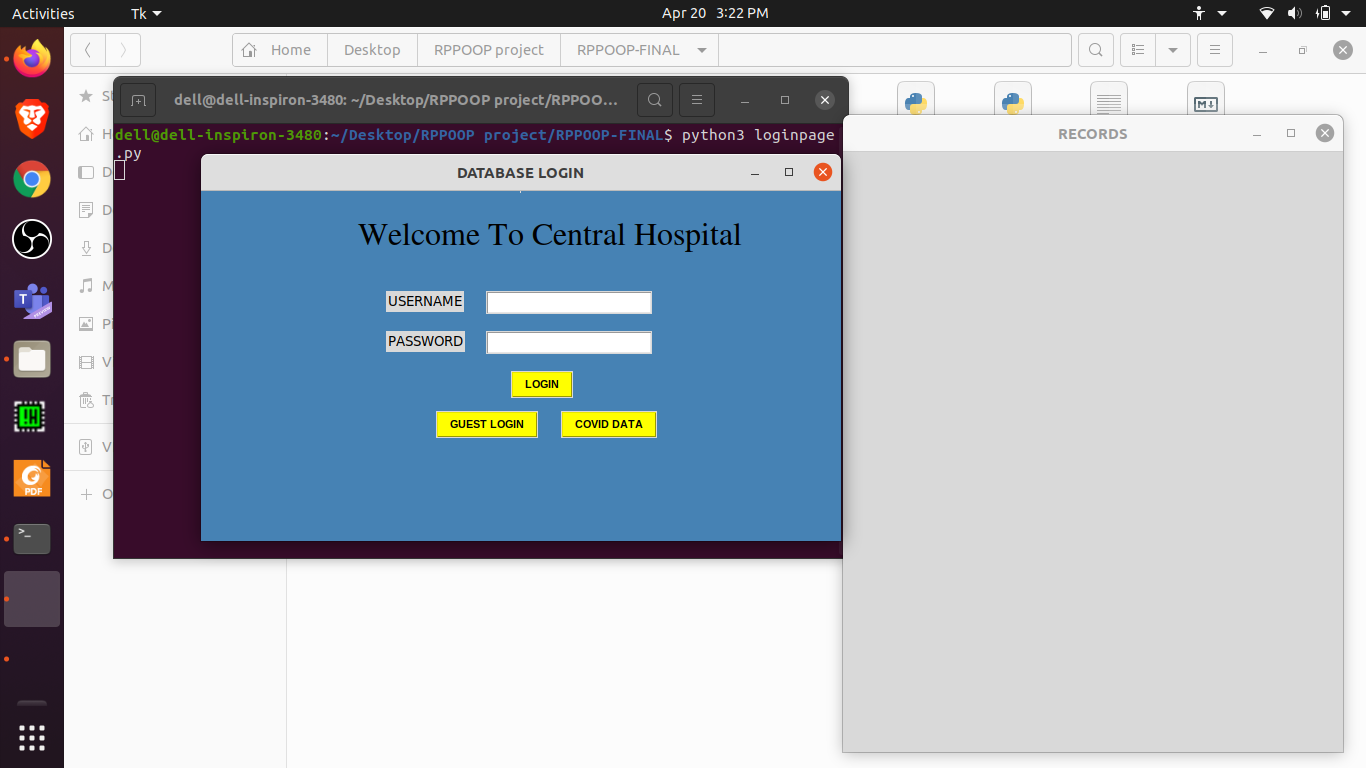 Activities
Tk
Apr 20 3:22 PM
Home
Desktop
RPPOOP project
RPPOOP-FINAL
dell@dell-inspiron-3480: ~/Desktop/RPPOOP project/RPPOO...
dell@dell-inspiron-3480:~/Desktop/RPPOOP project/RPPOOP-FINAL$ python3 loginpage
.py
DATABASE LOGIN
Welcome To Central Hospital
USERNAME
PASSWORD
LOGIN
GUEST LOGIN
COVID DATA
RECORDS
PDF